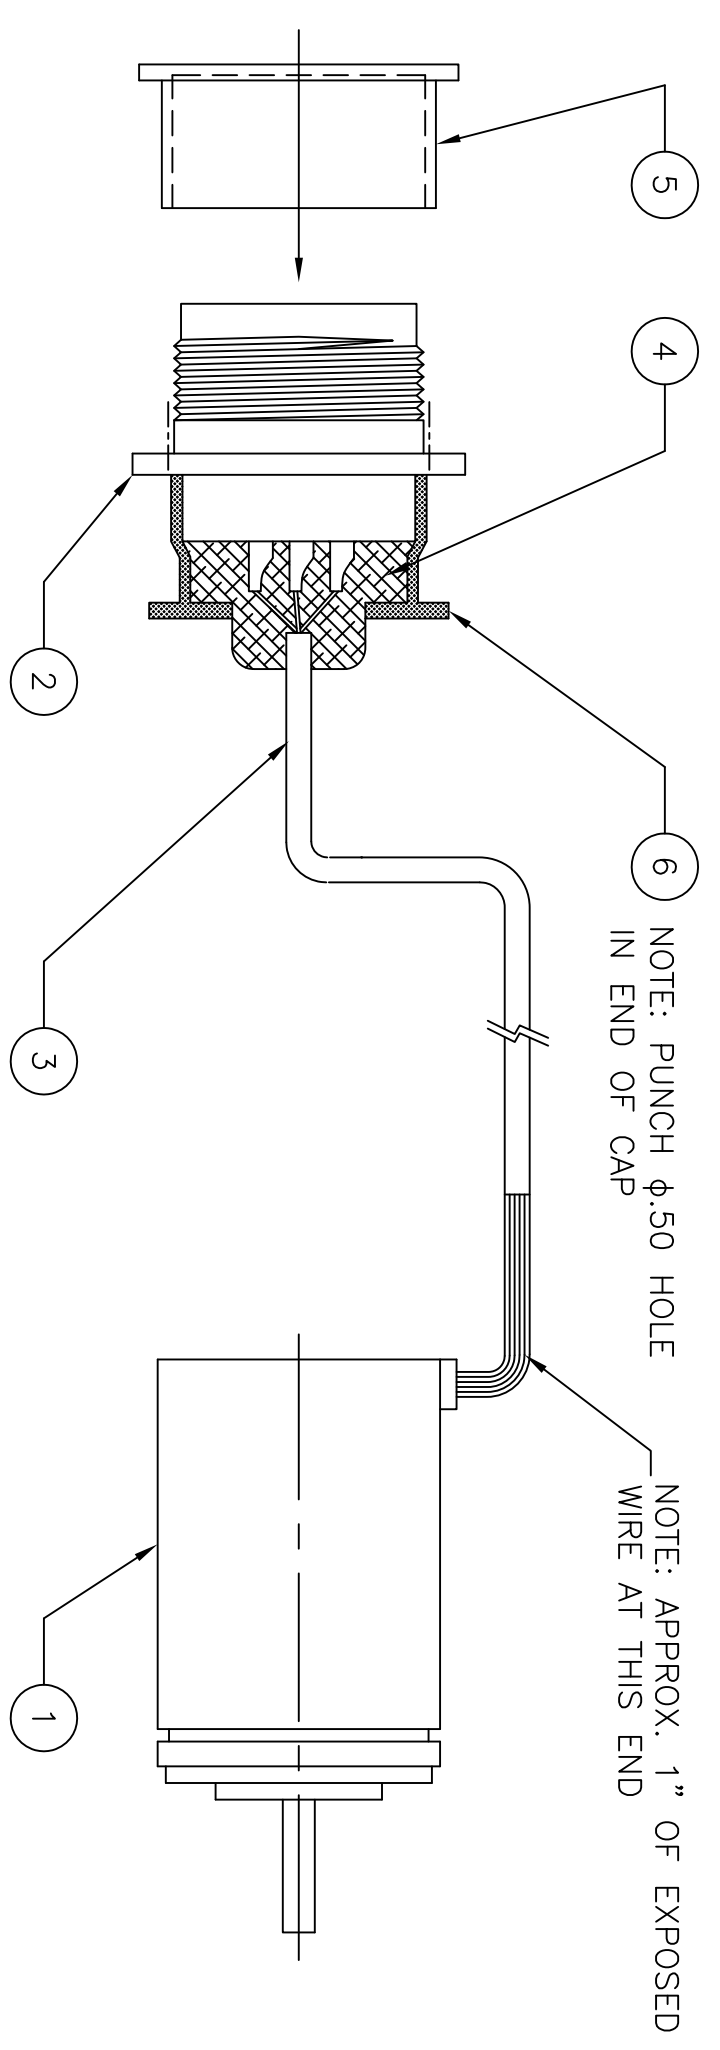 5
4
2
6
NOTE: PUNCH ϕ.50 HOLE
IN END OF CAP
3
NOTE: APPROX. 1" OF EXPOSED
WIRE AT THIS END
1